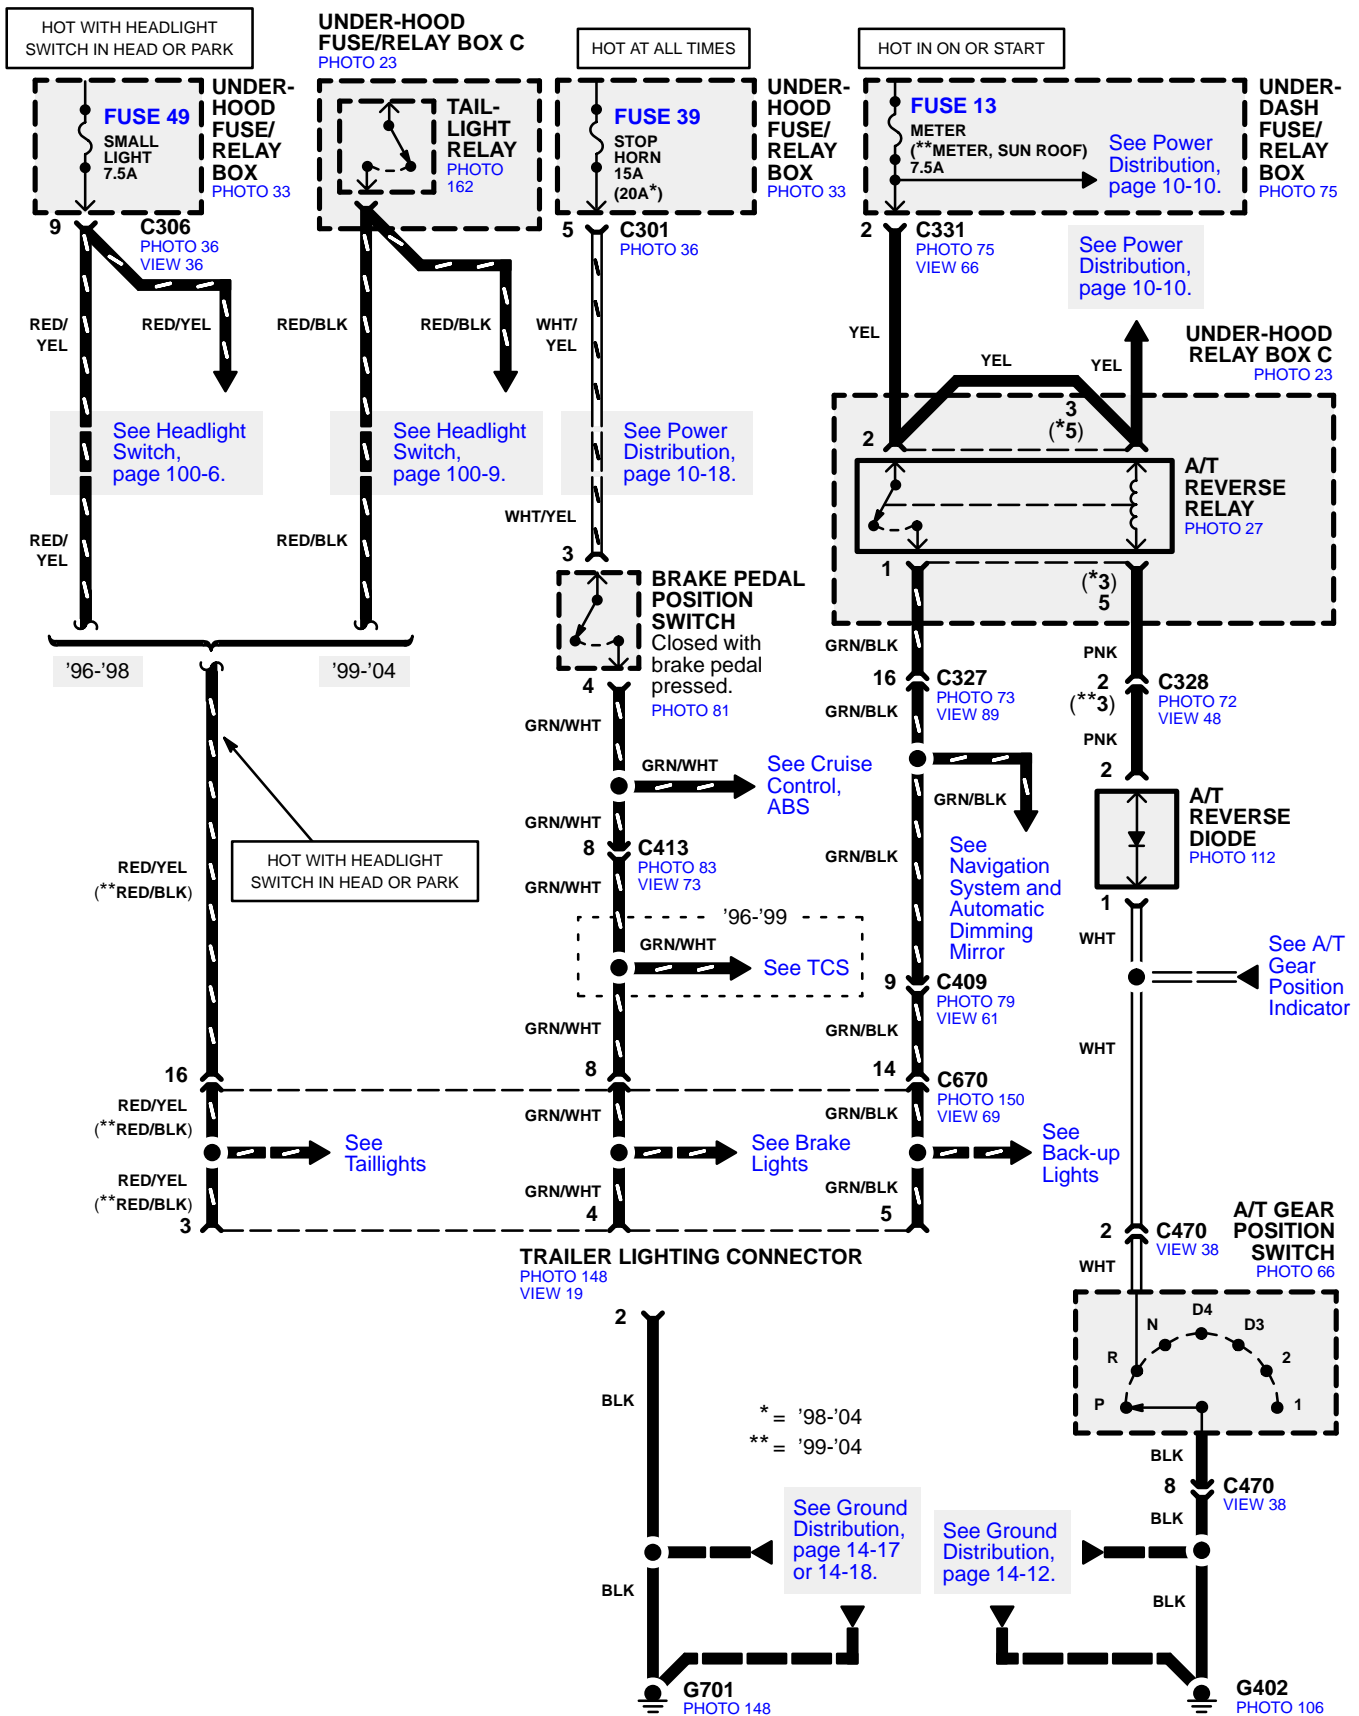 HOT WITH HEADLIGHT
SWITCH IN HEAD OR PARK
UNDER-HOOD
FUSE/RELAY BOX C
PHOTO 23
HOT AT ALL TIMES
HOT IN ON OR START
FUSE 49
SMALL
LIGHT
7.5A
UNDER-
HOOD
FUSE/
RELAY
BOX
PHOTO 33
TAIL-
LIGHT
RELAY
PHOTO
162
FUSE 39
STOP
HORN
15A
(20A*)
UNDER-
HOOD
FUSE/
RELAY
BOX
PHOTO 33
FUSE 13
METER
(**METER, SUN ROOF)
7.5A
See Power
Distribution,
page 10-10.
UNDER-
DASH
FUSE/
RELAY
BOX
PHOTO 75
9
C306
PHOTO 36
VIEW 36
5
C301
PHOTO 36
2
C331
PHOTO 75
VIEW 66
See Power
Distribution,
page 10-10.
RED/
YEL
RED/YEL
RED/BLK
RED/BLK
WHT/
YEL
YEL
YEL
YEL
UNDER-HOOD
RELAY BOX C
PHOTO 23
See Headlight
Switch,
page 100-6.
See Headlight
Switch,
page 100-9.
See Power
Distribution,
page 10-18.
2
3
(*5)
A/T
REVERSE
RELAY
PHOTO 27
RED/
YEL
RED/BLK
WHT/YEL
3
1
(*3)
5
BRAKE PEDAL
POSITION
SWITCH
Closed with
brake pedal
pressed.
PHOTO 81
4
'96-'98
'99-'04
GRN/BLK
16
C327
PHOTO 73
VIEW 89
GRN/BLK
PNK
2
(**3)
C328
PHOTO 72
VIEW 48
PNK
2
GRN/WHT
GRN/WHT
See Cruise
Control,
ABS
GRN/BLK
See
Navigation
System and
Automatic
Dimming
Mirror
A/T
REVERSE
DIODE
PHOTO 112
1
HOT WITH HEADLIGHT
SWITCH IN HEAD OR PARK
RED/YEL
(**RED/BLK)
GRN/WHT
8
C413
PHOTO 83
VIEW 73
GRN/WHT
GRN/BLK
'96-'99
GRN/WHT
See TCS
WHT
See A/T
Gear
Position
Indicator
9
C409
PHOTO 79
VIEW 61
GRN/WHT
GRN/BLK
WHT
16
8
14
C670
PHOTO 150
VIEW 69
RED/YEL
(**RED/BLK)
GRN/WHT
GRN/BLK
See
Taillights
See Brake
Lights
See
Back-up
Lights
RED/YEL
(**RED/BLK)
GRN/WHT
GRN/BLK
3
4
5
TRAILER LIGHTING CONNECTOR
PHOTO 148
VIEW 19
2
2
C470
VIEW 38
WHT
A/T GEAR
POSITION
SWITCH
PHOTO 66
P
R
N
D4
D3
2
1
BLK
* = '98-'04
** = '99-'04
BLK
8
C470
VIEW 38
BLK
See Ground
Distribution,
page 14-17
or 14-18.
See Ground
Distribution,
page 14-12.
BLK
BLK
G701
PHOTO 148
G402
PHOTO 106